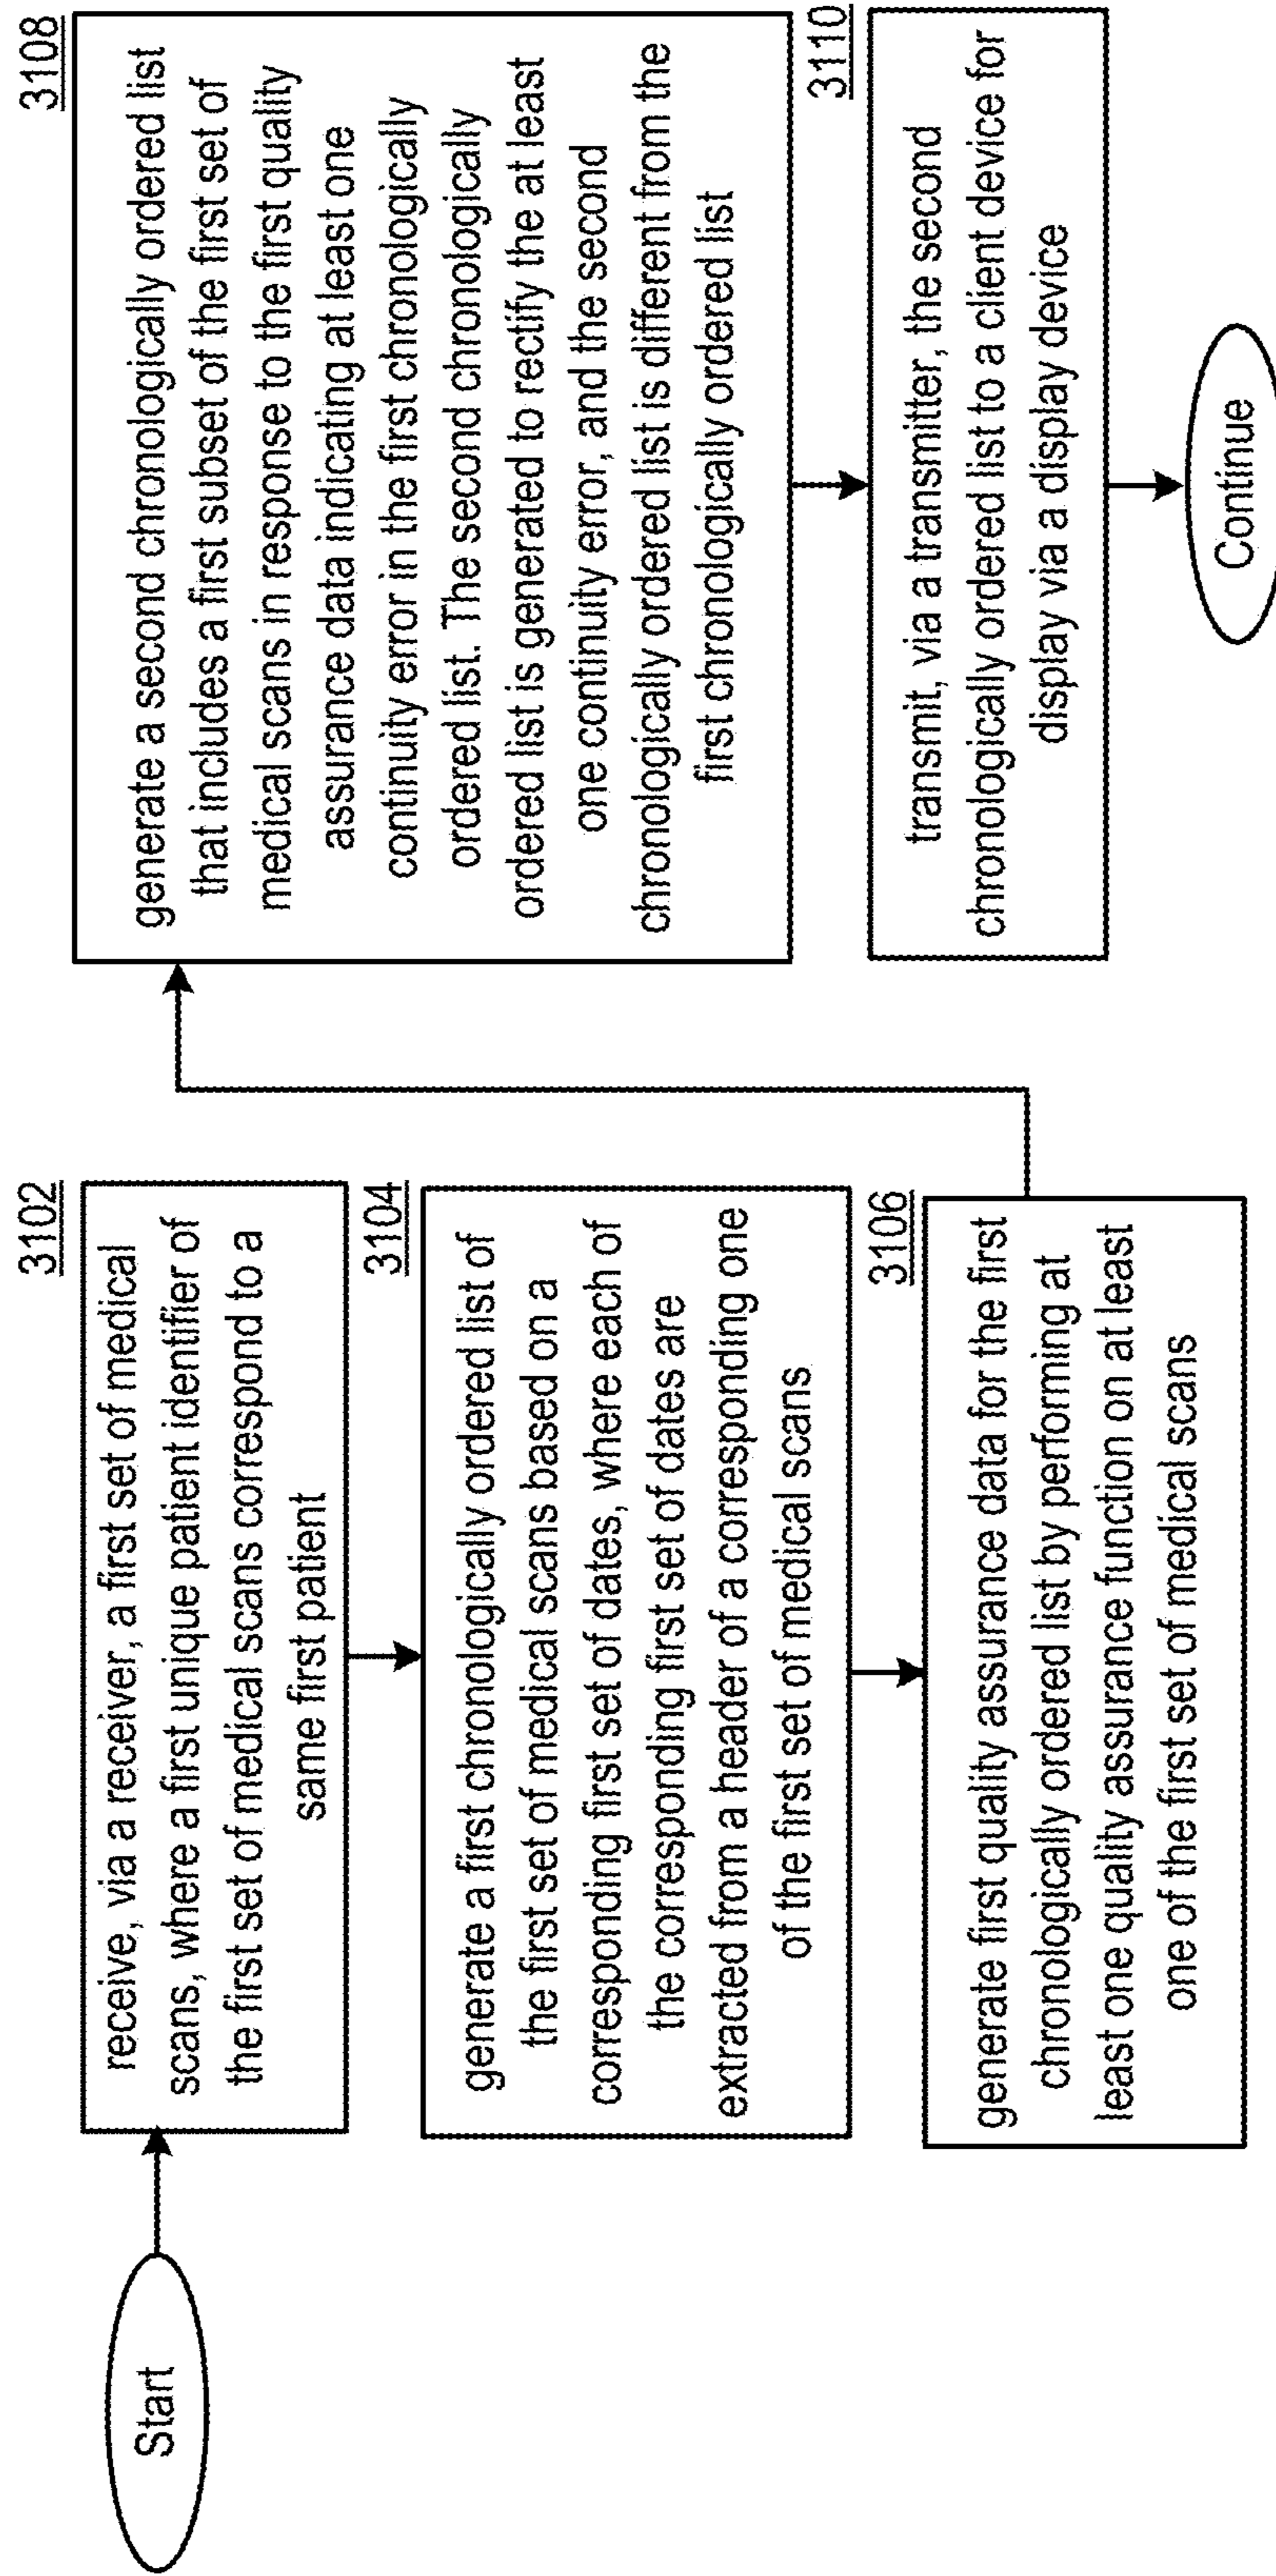 Start
3102
receive, via a receiver, a first set of medical
scans, where a first unique patient identifier of
the first set of medical scans correspond to a
same first patient
3104
generate a first chronologically ordered list of
the first set of medical scans based on a
corresponding first set of dates, where each of
the corresponding first set of dates are
extracted from a header of a corresponding one
of the first set of medical scans
3106
generate first quality assurance data for the first
chronologically ordered list by performing at
least one quality assurance function on at least
one of the first set of medical scans
3108
generate a second chronologically ordered list
that includes a first subset of the first set of
medical scans in response to the first quality
assurance data indicating at least one
continuity error in the first chronologically
ordered list. The second chronologically
ordered list is generated to rectify the at least
one continuity error, and the second
chronologically ordered list is different from the
first chronologically ordered list
3110
transmit, via a transmitter, the second
chronologically ordered list to a client device for
display via a display device
Continue